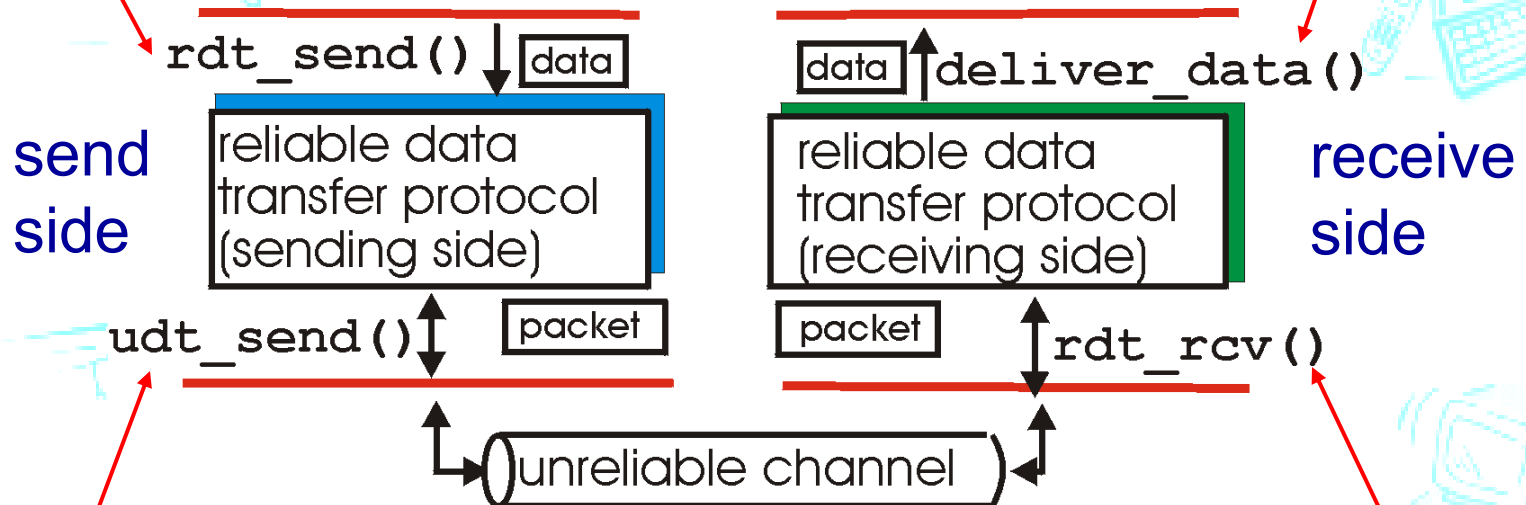 rdt_send()
data
data
deliver_data()
send
side
reliable data
transfer protocol
(sending side)
reliable data
transfer protocol
(receiving side)
receive
side
udt_send()
packet
packet
rdt_rcv()
unreliable channel